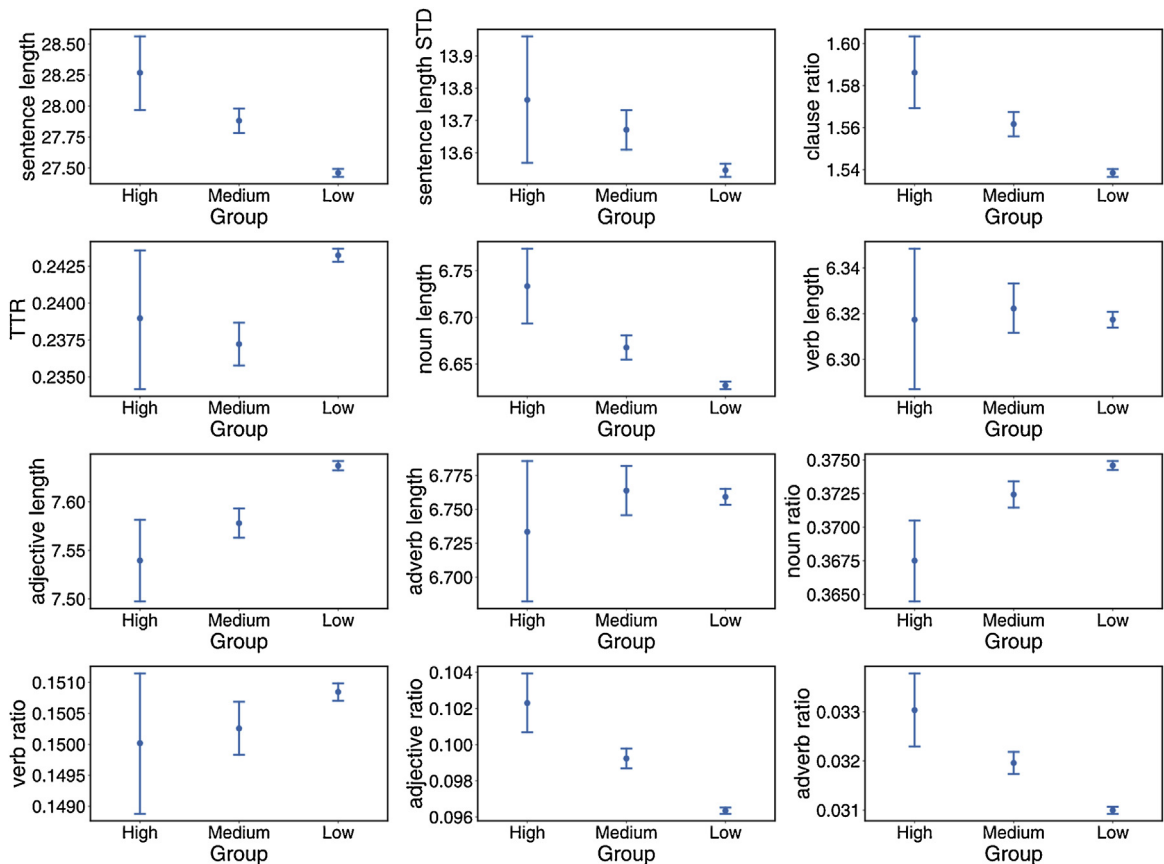 sentence length
28.50
28.25
28.00
27.75
27.50
High Medium Low
Group
sentence length STD
13.9
13.8
13.7
13.6
High Medium Low
Group
clause ratio
1.60
1.58
1.56
1.54
High Medium Low
Group
TTR
0.2425
0.2400
0.2375
0.2350
High Medium Low
Group
noun length
6.75
6.70
6.65
High Medium Low
Group
verb length
6.34
6.32
6.30
High Medium Low
Group
adjective length
7.60
7.55
7.50
High Medium Low
Group
adverb length
6.775
6.750
6.725
6.700
High Medium Low
Group
noun ratio
0.3750
0.3725
0.3700
0.3675
0.3650
High Medium Low
Group
verb ratio
0.1510
0.1505
0.1500
0.1495
0.1490
High Medium Low
Group
adjective ratio
0.104
0.102
0.100
0.098
0.096
High Medium Low
Group
adverb ratio
0.033
0.032
0.031
High Medium Low
Group